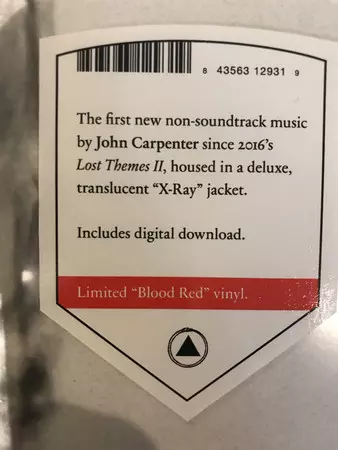 8 43563 12931 9
The first new non-soundtrack music
by John Carpenter since 2016’s
Lost Themes II, housed in a deluxe,
translucent “X-Ray” jacket.
Includes digital download.
Limited “Blood Red” vinyl.